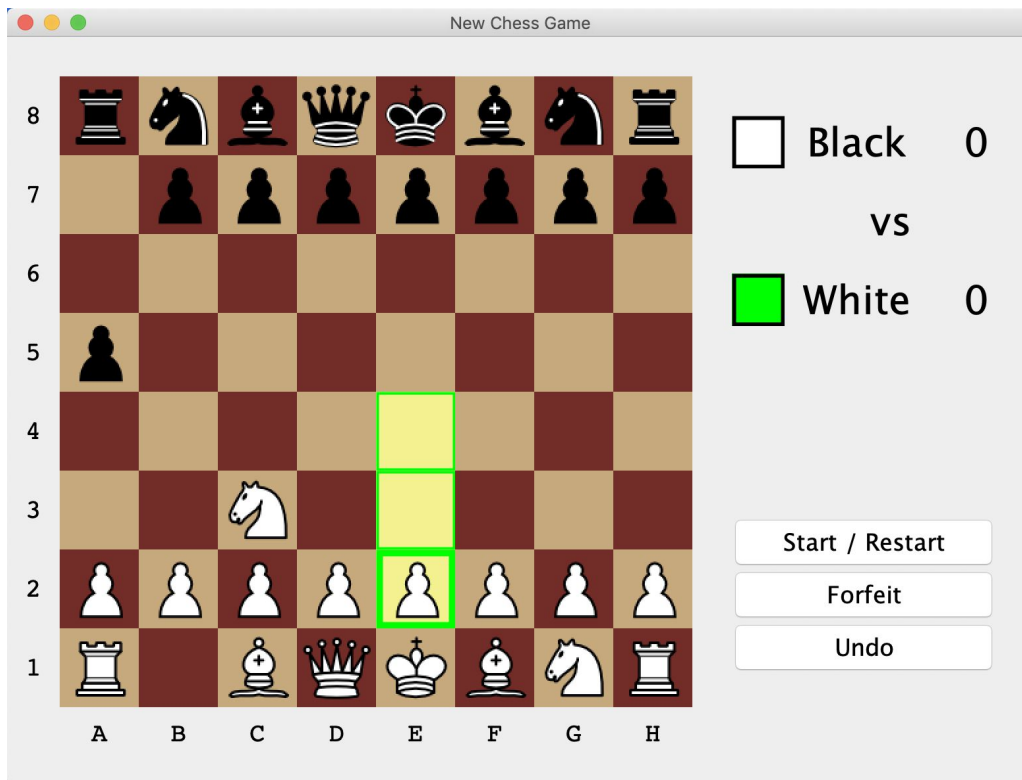 New Chess Game
8
7
6
5
4
3
2
1
A B C D E F G H
Black 0
vs
White 0
Start / Restart
Forfeit
Undo